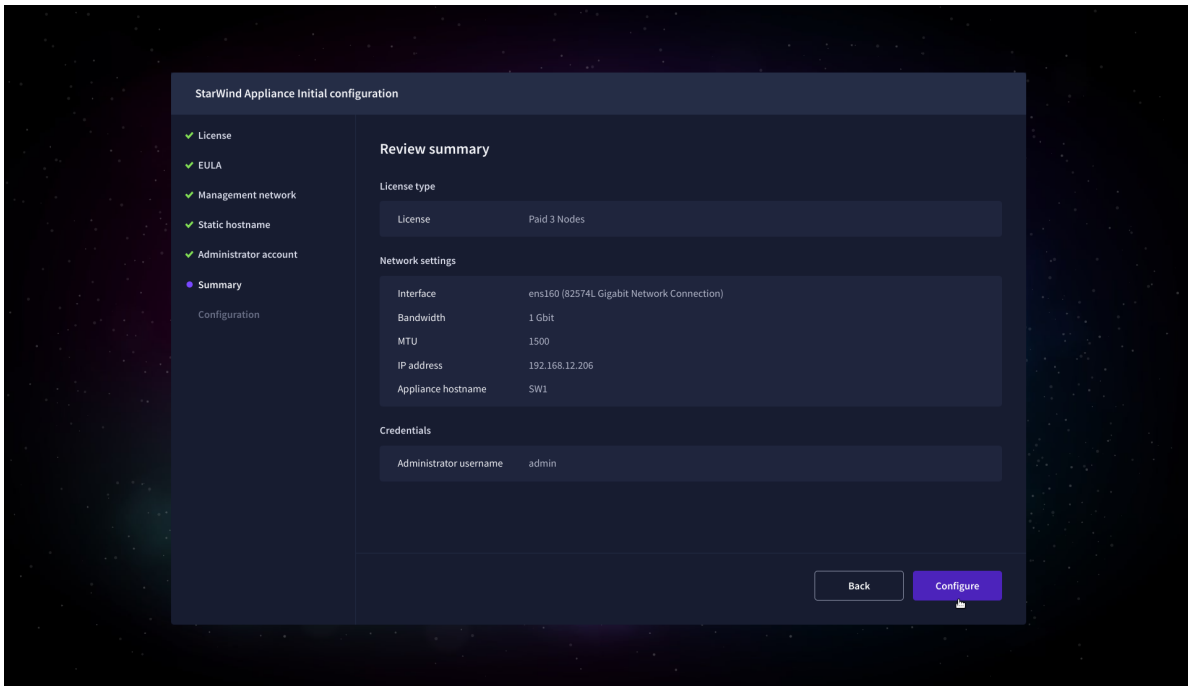 StarWind Appliance Initial configuration
License
EULA
Management network
Static hostname
Administrator account
Summary
Configuration
Review summary
License type
License Paid 3 Nodes
Network settings
Interface ens160 (82574L Gigabit Network Connection)
Bandwidth 1 Gbit
MTU 1500
IP address 192.168.12.206
Appliance hostname SW1
Credentials
Administrator username admin
Back Configure